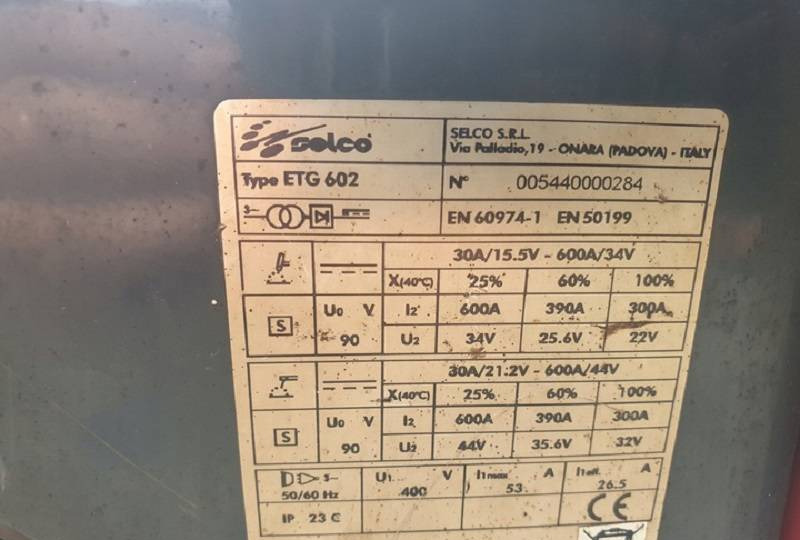 selco
SELCO S.R.L.
Via Palladio,19 - ONARA (PADOVA) - ITALY
Type ETG 602
N° 005440000284
3~
EN 60974-1 EN 50199
30A/15.5V - 600A/34V
X(40°C) 25% 60% 100%
S
U0 V
90
I2 600A 390A 300A
U2 34V 25.6V 22V
30A/21.2V - 600A/44V
X(40°C) 25% 60% 100%
S
U0 V
90
I2 600A 390A 300A
U2 44V 35.6V 32V
3~
50/60 Hz
U1 V
400
I1max A
53
I1eff. A
26.5
IP 23 C
CE